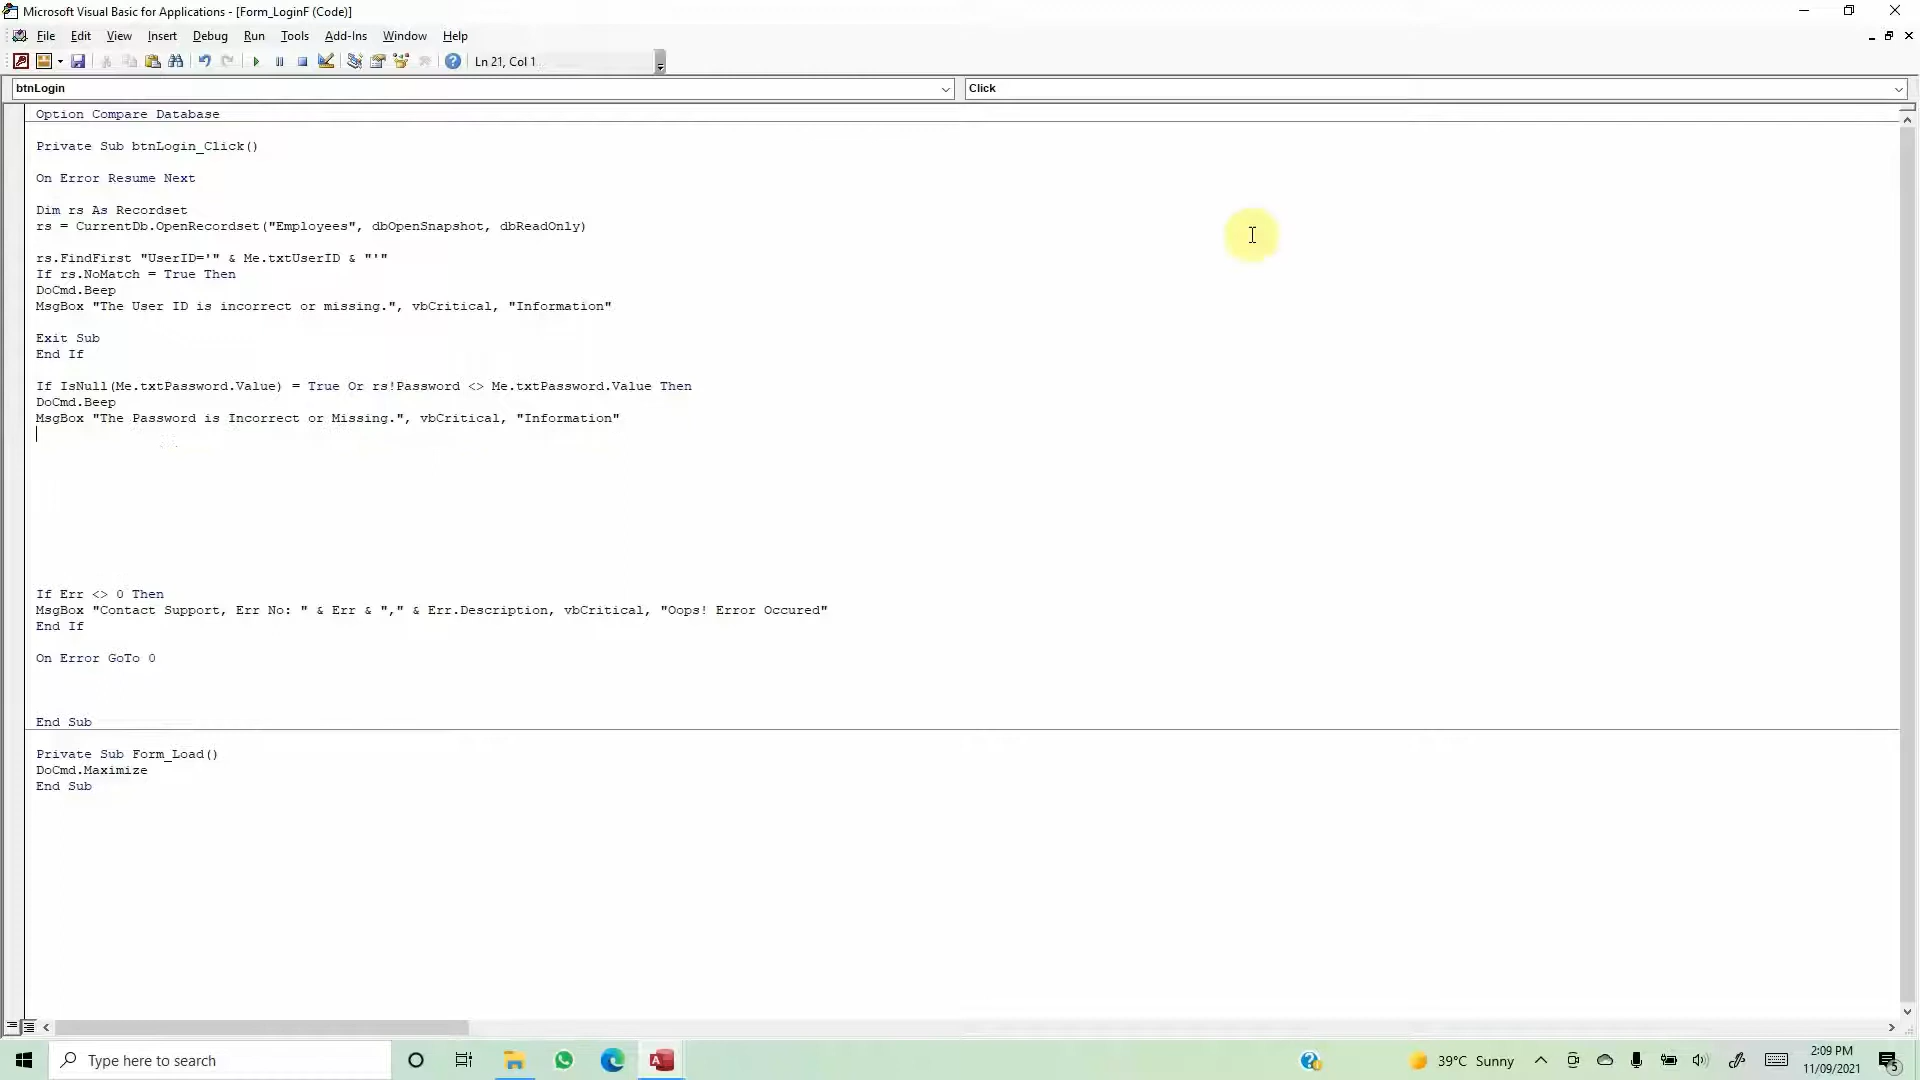 Microsoft Visual Basic for Applications - [Form_LoginF (Code)]
File Edit View Insert Debug Run Tools Add-Ins Window Help
Ln 21, Col 1
btnLogin Click
Option Compare Database
Private Sub btnLogin_Click()
On Error Resume Next
Dim rs As Recordset
rs = CurrentDb.OpenRecordset("Employees", dbOpenSnapshot, dbReadOnly)
rs.FindFirst "UserID='" & Me.txtUserID & "'"
If rs.NoMatch = True Then
DoCmd.Beep
MsgBox "The User ID is incorrect or missing.", vbCritical, "Information"
Exit Sub
End If
If IsNull(Me.txtPassword.Value) = True Or rs!Password <> Me.txtPassword.Value Then
DoCmd.Beep
MsgBox "The Password is Incorrect or Missing.", vbCritical, "Information"
If Err <> 0 Then
MsgBox "Contact Support, Err No: " & Err & "," & Err.Description, vbCritical, "Oops! Error Occured"
End If
On Error GoTo 0
End Sub
Private Sub Form_Load()
DoCmd.Maximize
End Sub
Type here to search
39°C Sunny
2:09 PM
11/09/2021
5